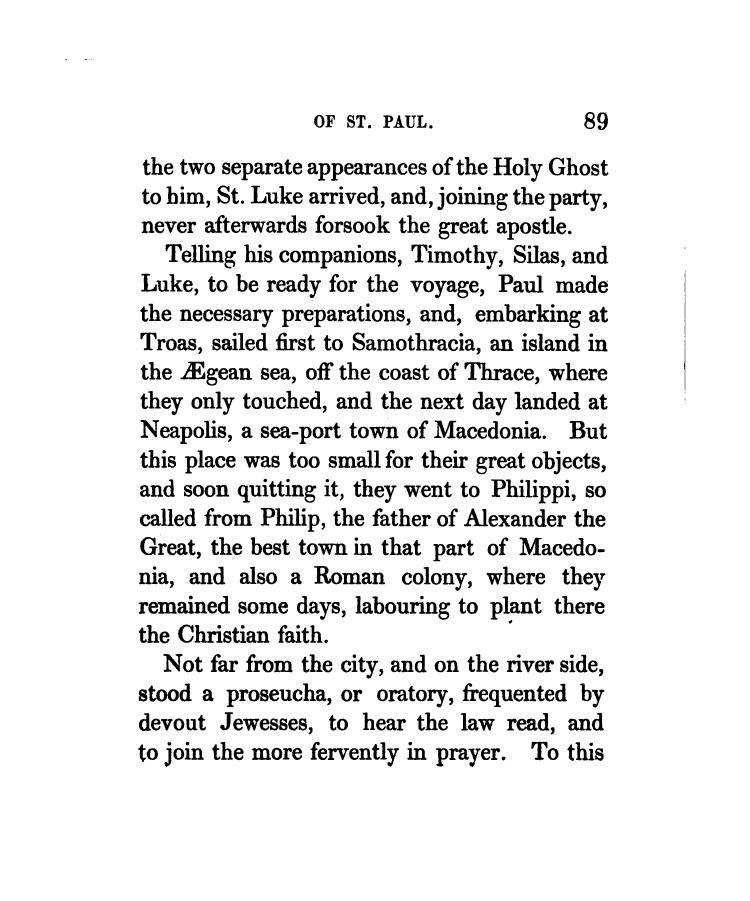 OF ST. PAUL. 89
the two separate appearances of the Holy Ghost
to him, St. Luke arrived, and, joining the party,
never afterwards forsook the great apostle.
Telling his companions, Timothy, Silas, and
Luke, to be ready for the voyage, Paul made
the necessary preparations, and, embarking at
Troas, sailed first to Samothracia, an island in
the Ægean sea, off the coast of Thrace, where
they only touched, and the next day landed at
Neapolis, a sea-port town of Macedonia. But
this place was too small for their great objects,
and soon quitting it, they went to Philippi, so
called from Philip, the father of Alexander the
Great, the best town in that part of Macedo-
nia, and also a Roman colony, where they
remained some days, labouring to plant there
the Christian faith.
Not far from the city, and on the river side,
stood a proseucha, or oratory, frequented by
devout Jewesses, to hear the law read, and
to join the more fervently in prayer. To this